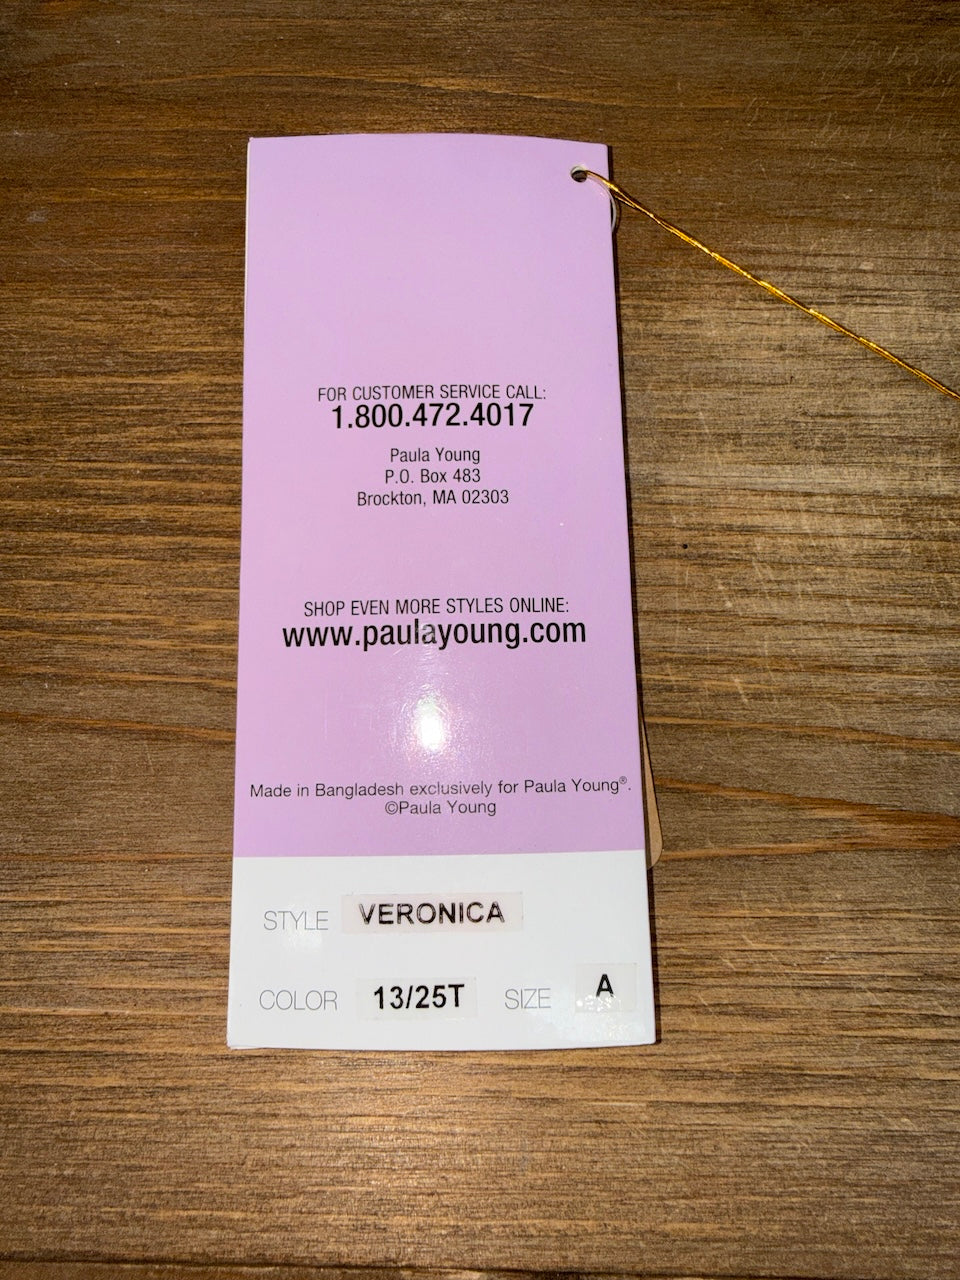 FOR CUSTOMER SERVICE CALL:
1.800.472.4017
Paula Young
P.O. Box 483
Brockton, MA 02303
SHOP EVEN MORE STYLES ONLINE:
www.paulayoung.com
Made in Bangladesh exclusively for Paula Young®.
©Paula Young
STYLE VERONICA
COLOR 13/25T SIZE A